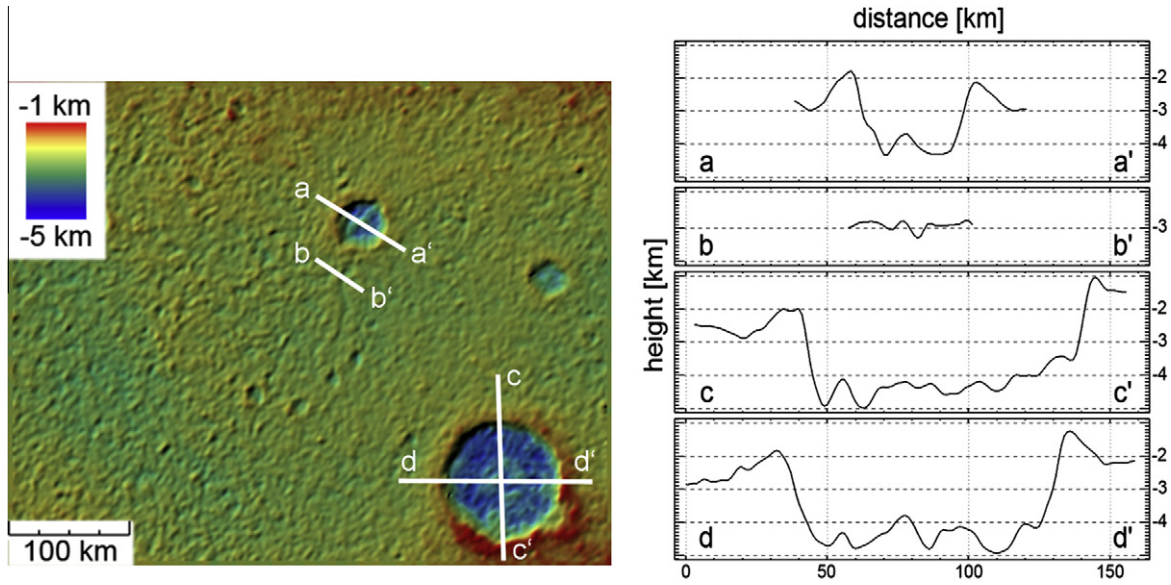 -1 km
-5 km
a
a'
b
b'
c
c'
d
d'
100 km
distance [km]
height [km]
-2
-3
-4
a
a'
-3
b
b'
-2
-3
-4
c
c'
-2
-3
-4
d
d'
0
50
100
150